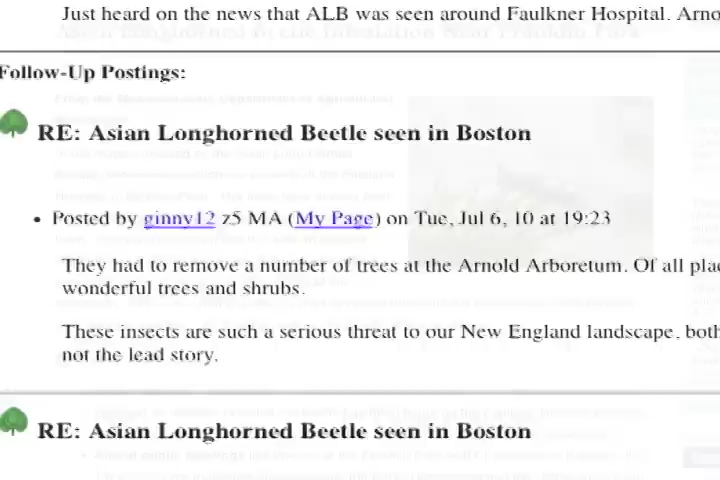 Just heard on the news that ALB was seen around Faulkner Hospital. Arno
Follow-Up Postings:
RE: Asian Longhorned Beetle seen in Boston
• Posted by ginny12 z5 MA (My Page) on Tue, Jul 6, 10 at 19:23
They had to remove a number of trees at the Arnold Arboretum. Of all plac
wonderful trees and shrubs.
These insects are such a serious threat to our New England landscape, both
not the lead story.
RE: Asian Longhorned Beetle seen in Boston